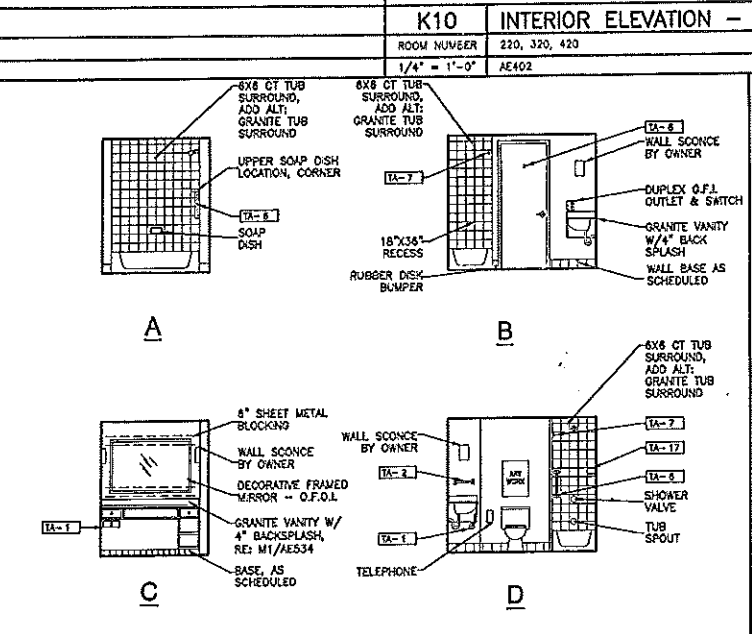 K10 INTERIOR ELEVATION –
ROOM NUMBER 220, 320, 420
1/4" = 1'-0" AE402
6X6 CT TUB
SURROUND,
ADD ALT:
GRANITE TUB
SURROUND
UPPER SOAP DISH
LOCATION, CORNER
TA-6
SOAP
DISH
A
6X6 CT TUB
SURROUND,
ADD ALT:
GRANITE TUB
SURROUND
TA-7
18"X36"
RECESS
RUBBER DISK
BUMPER
TA-6
WALL SCONCE
BY OWNER
DUPLEX G.F.I.
OUTLET & SWITCH
GRANITE VANITY
W/4" BACK
SPLASH
WALL BASE AS
SCHEDULED
B
6" SHEET METAL
BLOCKING
WALL SCONCE
BY OWNER
DECORATIVE FRAMED
MIRROR – O.F.O.I.
GRANITE VANITY W/
4" BACKSPLASH,
RE: M1/AE534
BASE, AS
SCHEDULED
TA-1
C
WALL SCONCE
BY OWNER
TA-2
TA-1
TELEPHONE
ART
WORK
6X6 CT TUB
SURROUND,
ADD ALT:
GRANITE TUB
SURROUND
TA-7
TA-17
TA-6
SHOWER
VALVE
TUB
SPOUT
D